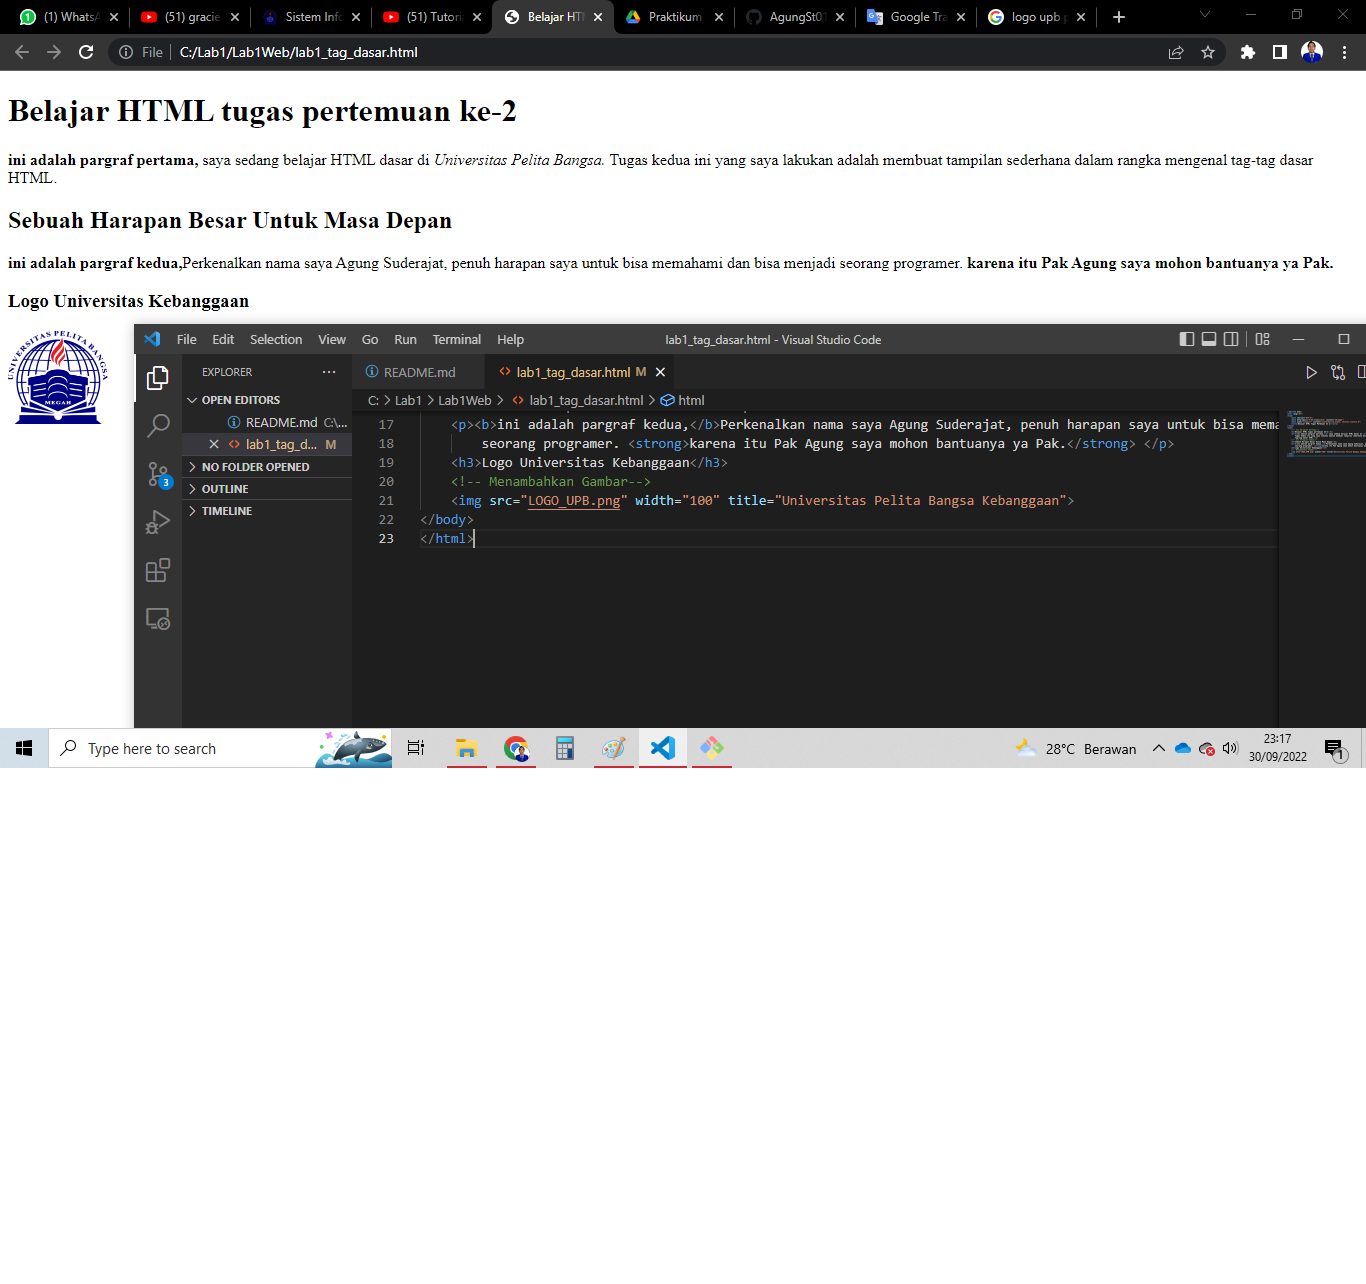 (1) WhatsA
(51) gracie
Sistem Info
(51) Tutori
Belajar HT
Praktikum
AgungSt01
Google Tra
logo upb p
File
C:/Lab1/Lab1Web/lab1_tag_dasar.html
Belajar HTML tugas pertemuan ke-2
ini adalah pargraf pertama, saya sedang belajar HTML dasar di Universitas Pelita Bangsa. Tugas kedua ini yang saya lakukan adalah membuat tampilan sederhana dalam rangka mengenal tag-tag dasar
HTML.
Sebuah Harapan Besar Untuk Masa Depan
ini adalah pargraf kedua,Perkenalkan nama saya Agung Suderajat, penuh harapan saya untuk bisa memahami dan bisa menjadi seorang programer. karena itu Pak Agung saya mohon bantuanya ya Pak.
Logo Universitas Kebanggaan
UNIVERSITAS PELITA BANGSA
MEGAH
File Edit Selection View Go Run Terminal Help
lab1_tag_dasar.html - Visual Studio Code
EXPLORER
README.md
lab1_tag_dasar.html M
OPEN EDITORS
C: > Lab1 > Lab1Web > lab1_tag_dasar.html > html
README.md C:\...
lab1_tag_d... M
NO FOLDER OPENED
OUTLINE
TIMELINE
3
17 <p><b>ini adalah pargraf kedua,</b>Perkenalkan nama saya Agung Suderajat, penuh harapan saya untuk bisa mema
18 seorang programer. <strong>karena itu Pak Agung saya mohon bantuanya ya Pak.</strong> </p>
19 <h3>Logo Universitas Kebanggaan</h3>
20 <!-- Menambahkan Gambar-->
21 <img src="LOGO_UPB.png" width="100" title="Universitas Pelita Bangsa Kebanggaan">
22 </body>
23 </html>
Type here to search
28°C Berawan
23:17
30/09/2022
1